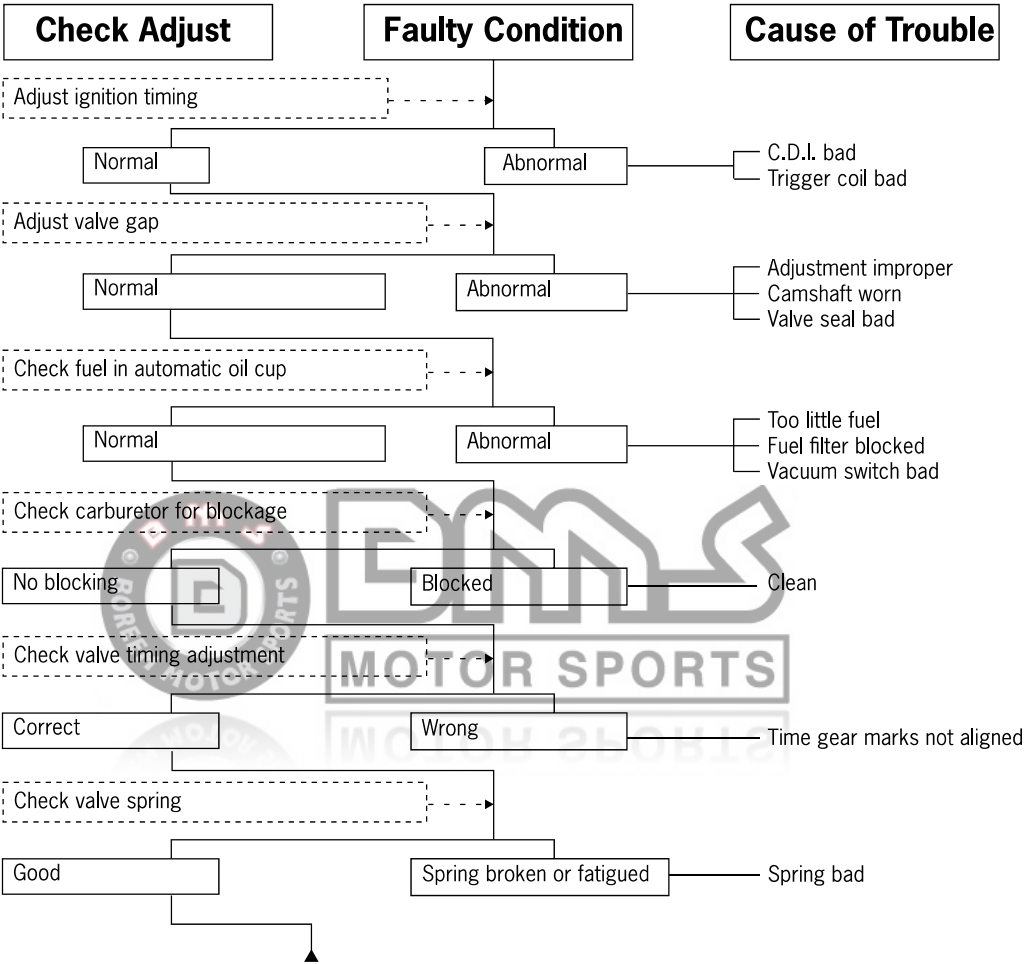 Check Adjust
Faulty Condition
Cause of Trouble
Adjust ignition timing
Normal
Abnormal
C.D.I. bad
Trigger coil bad
Adjust valve gap
Normal
Abnormal
Adjustment improper
Camshaft worn
Valve seal bad
Check fuel in automatic oil cup
Normal
Abnormal
Too little fuel
Fuel filter blocked
Vacuum switch bad
Check carburetor for blockage
No blocking
Blocked
Clean
Check valve timing adjustment
Correct
Wrong
Time gear marks not aligned
Check valve spring
Good
Spring broken or fatigued
Spring bad
DMS
MOTOR SPORTS
DMS
MOTOR SPORTS